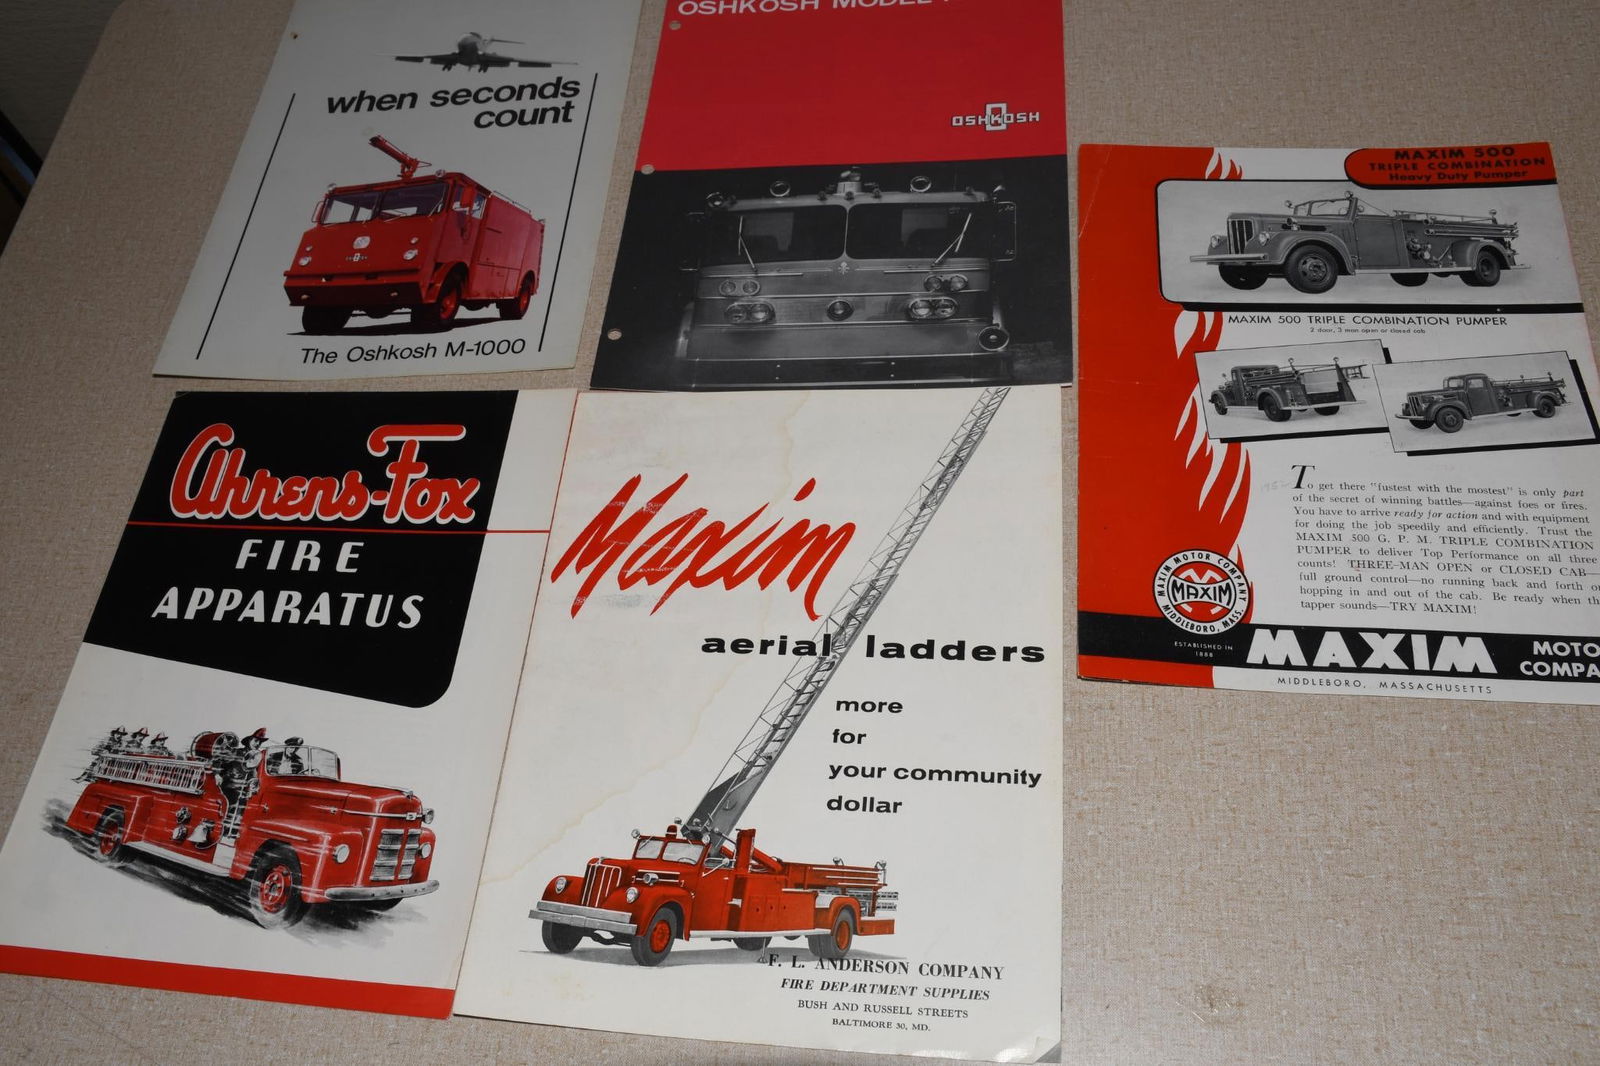 when seconds
count
The Oshkosh M-1000
OSHKOSH MODEL
OSHKOSH
MAXIM 500
TRIPLE COMBINATION
Heavy Duty Pumper
MAXIM 500 TRIPLE COMBINATION PUMPER
2 door, 3 man open or closed cab
To get there "fustest with the mostest" is only part
of the secret of winning battles—against foes or fires.
You have to arrive ready for action and with equipment
for doing the job speedily and efficiently. Trust the
MAXIM 500 G. P. M. TRIPLE COMBINATION
PUMPER to deliver Top Performance on all three
counts! THREE-MAN OPEN or CLOSED CAB—
full ground control—no running back and forth or
hopping in and out of the cab. Be ready when th
tapper sounds—TRY MAXIM!
MAXIM MOTOR COMPANY
MAXIM
MIDDLEBORO, MASS.
ESTABLISHED IN
1888
MAXIM
MOTO
COMPA
MIDDLEBORO, MASSACHUSETTS
Ahrens-Fox
FIRE
APPARATUS
Maxim
aerial ladders
more
for
your community
dollar
F. L. ANDERSON COMPANY
FIRE DEPARTMENT SUPPLIES
BUSH AND RUSSELL STREETS
BALTIMORE 30, MD.